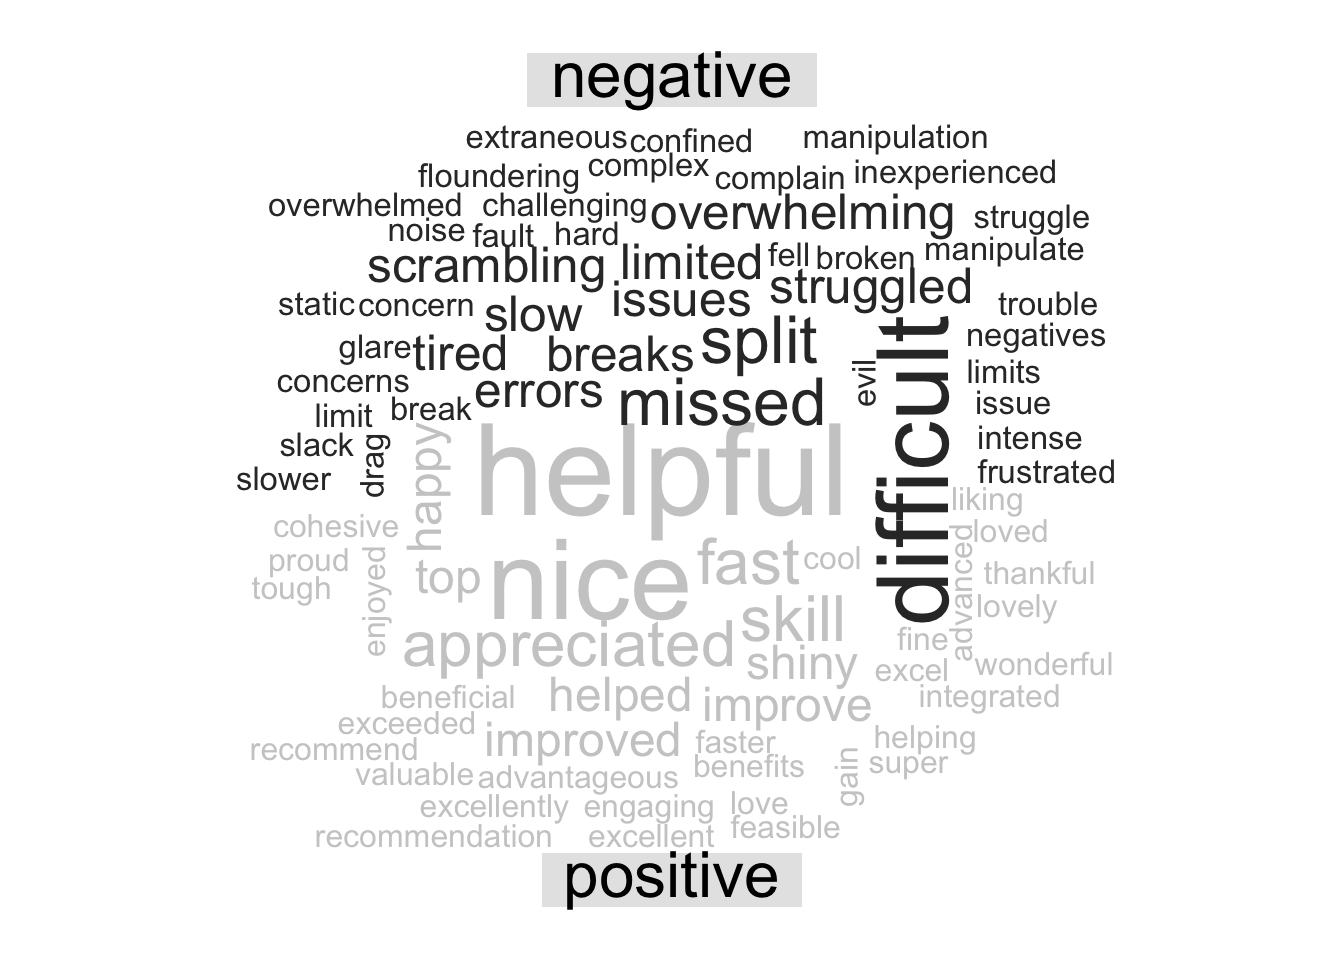 negative
extraneous confined manipulation
floundering complex complain inexperienced
overwhelmed challenging overwhelming struggle
noise fault hard
scrambling limited fell broken manipulate
static concern slow issues struggled trouble
glare tired breaks split negatives
concerns errors missed evil difficult limits
limit break issue
slack drag intense
slower frustrated
happy helpful liking
cohesive loved
proud enjoyed top nice fast cool advanced thankful
tough lovely
appreciated skill fine
shiny excel wonderful
beneficial helped improve integrated
exceeded improved faster helping
recommend
valuable advantageous benefits gain super
excellently engaging love
recommendation excellent feasible
positive